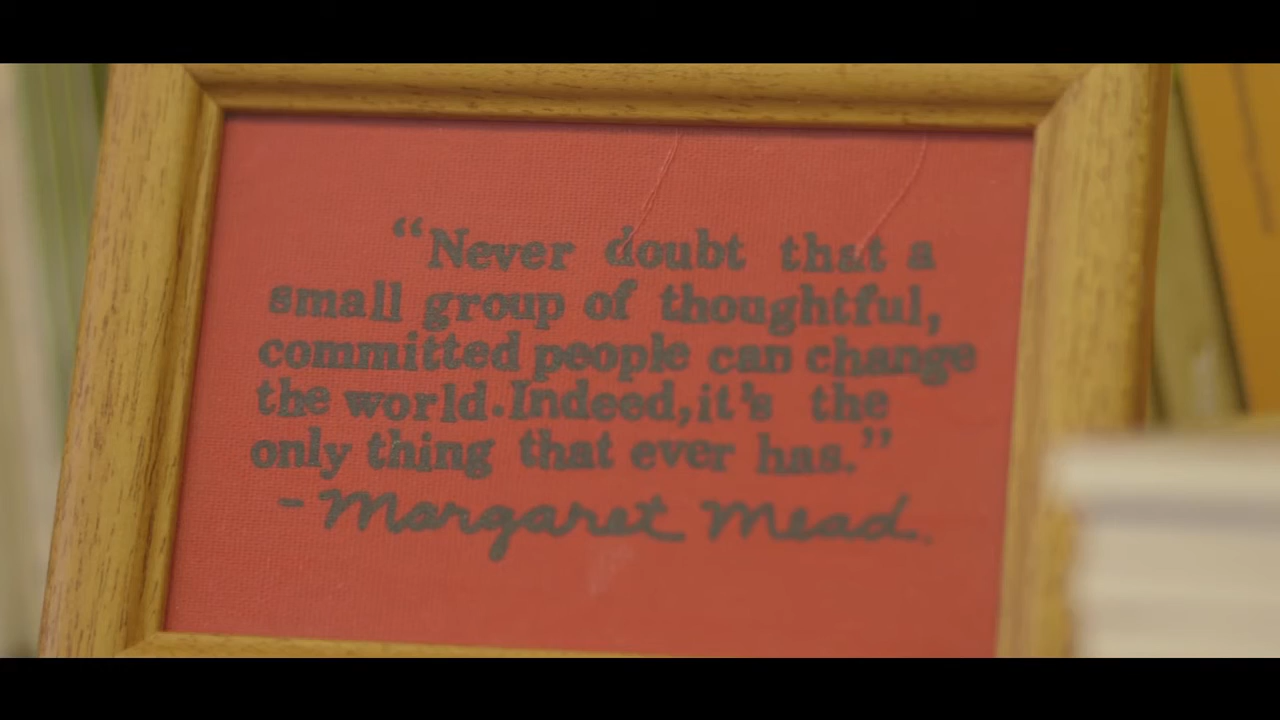 “Never doubt that a
small group of thoughtful,
committed people can change
the world. Indeed, it's the
only thing that ever has.”
- Margaret Mead.